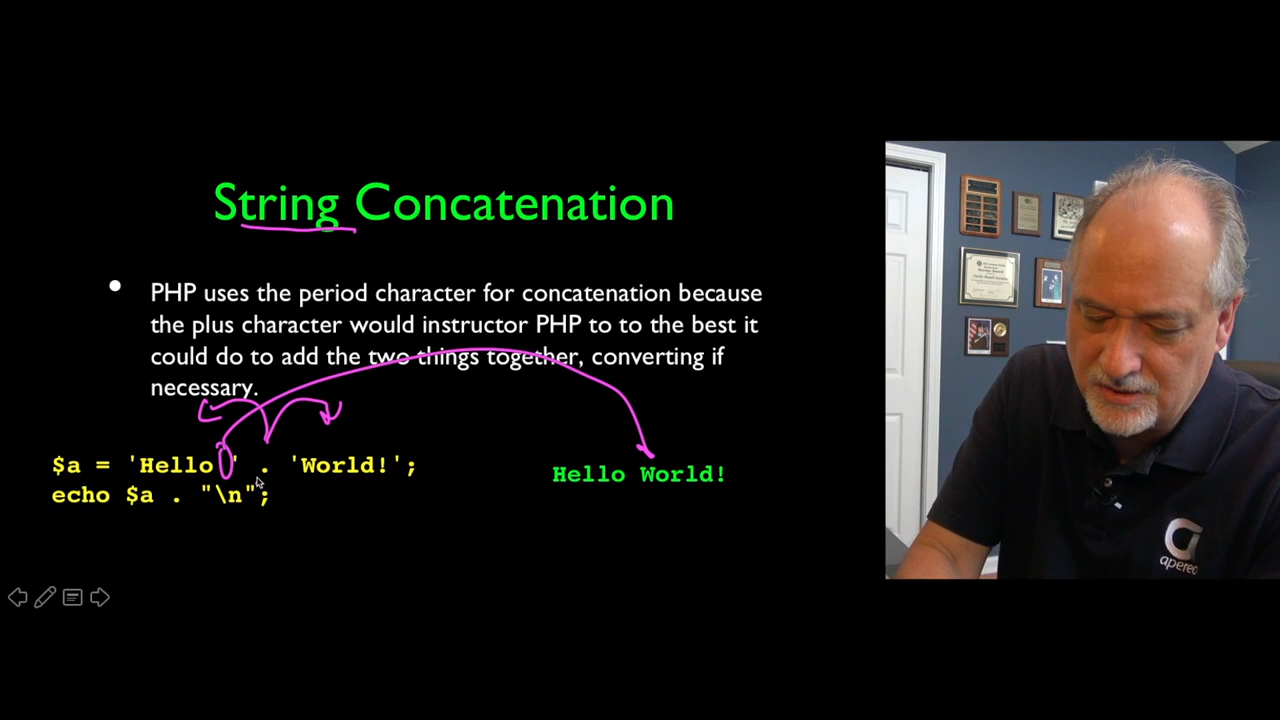 String Concatenation
• PHP uses the period character for concatenation because
the plus character would instructor PHP to to the best it
could do to add the two things together, converting if
necessary.
$a = 'Hello ' . 'World!';
echo $a . "\n";
Hello World!
apereo